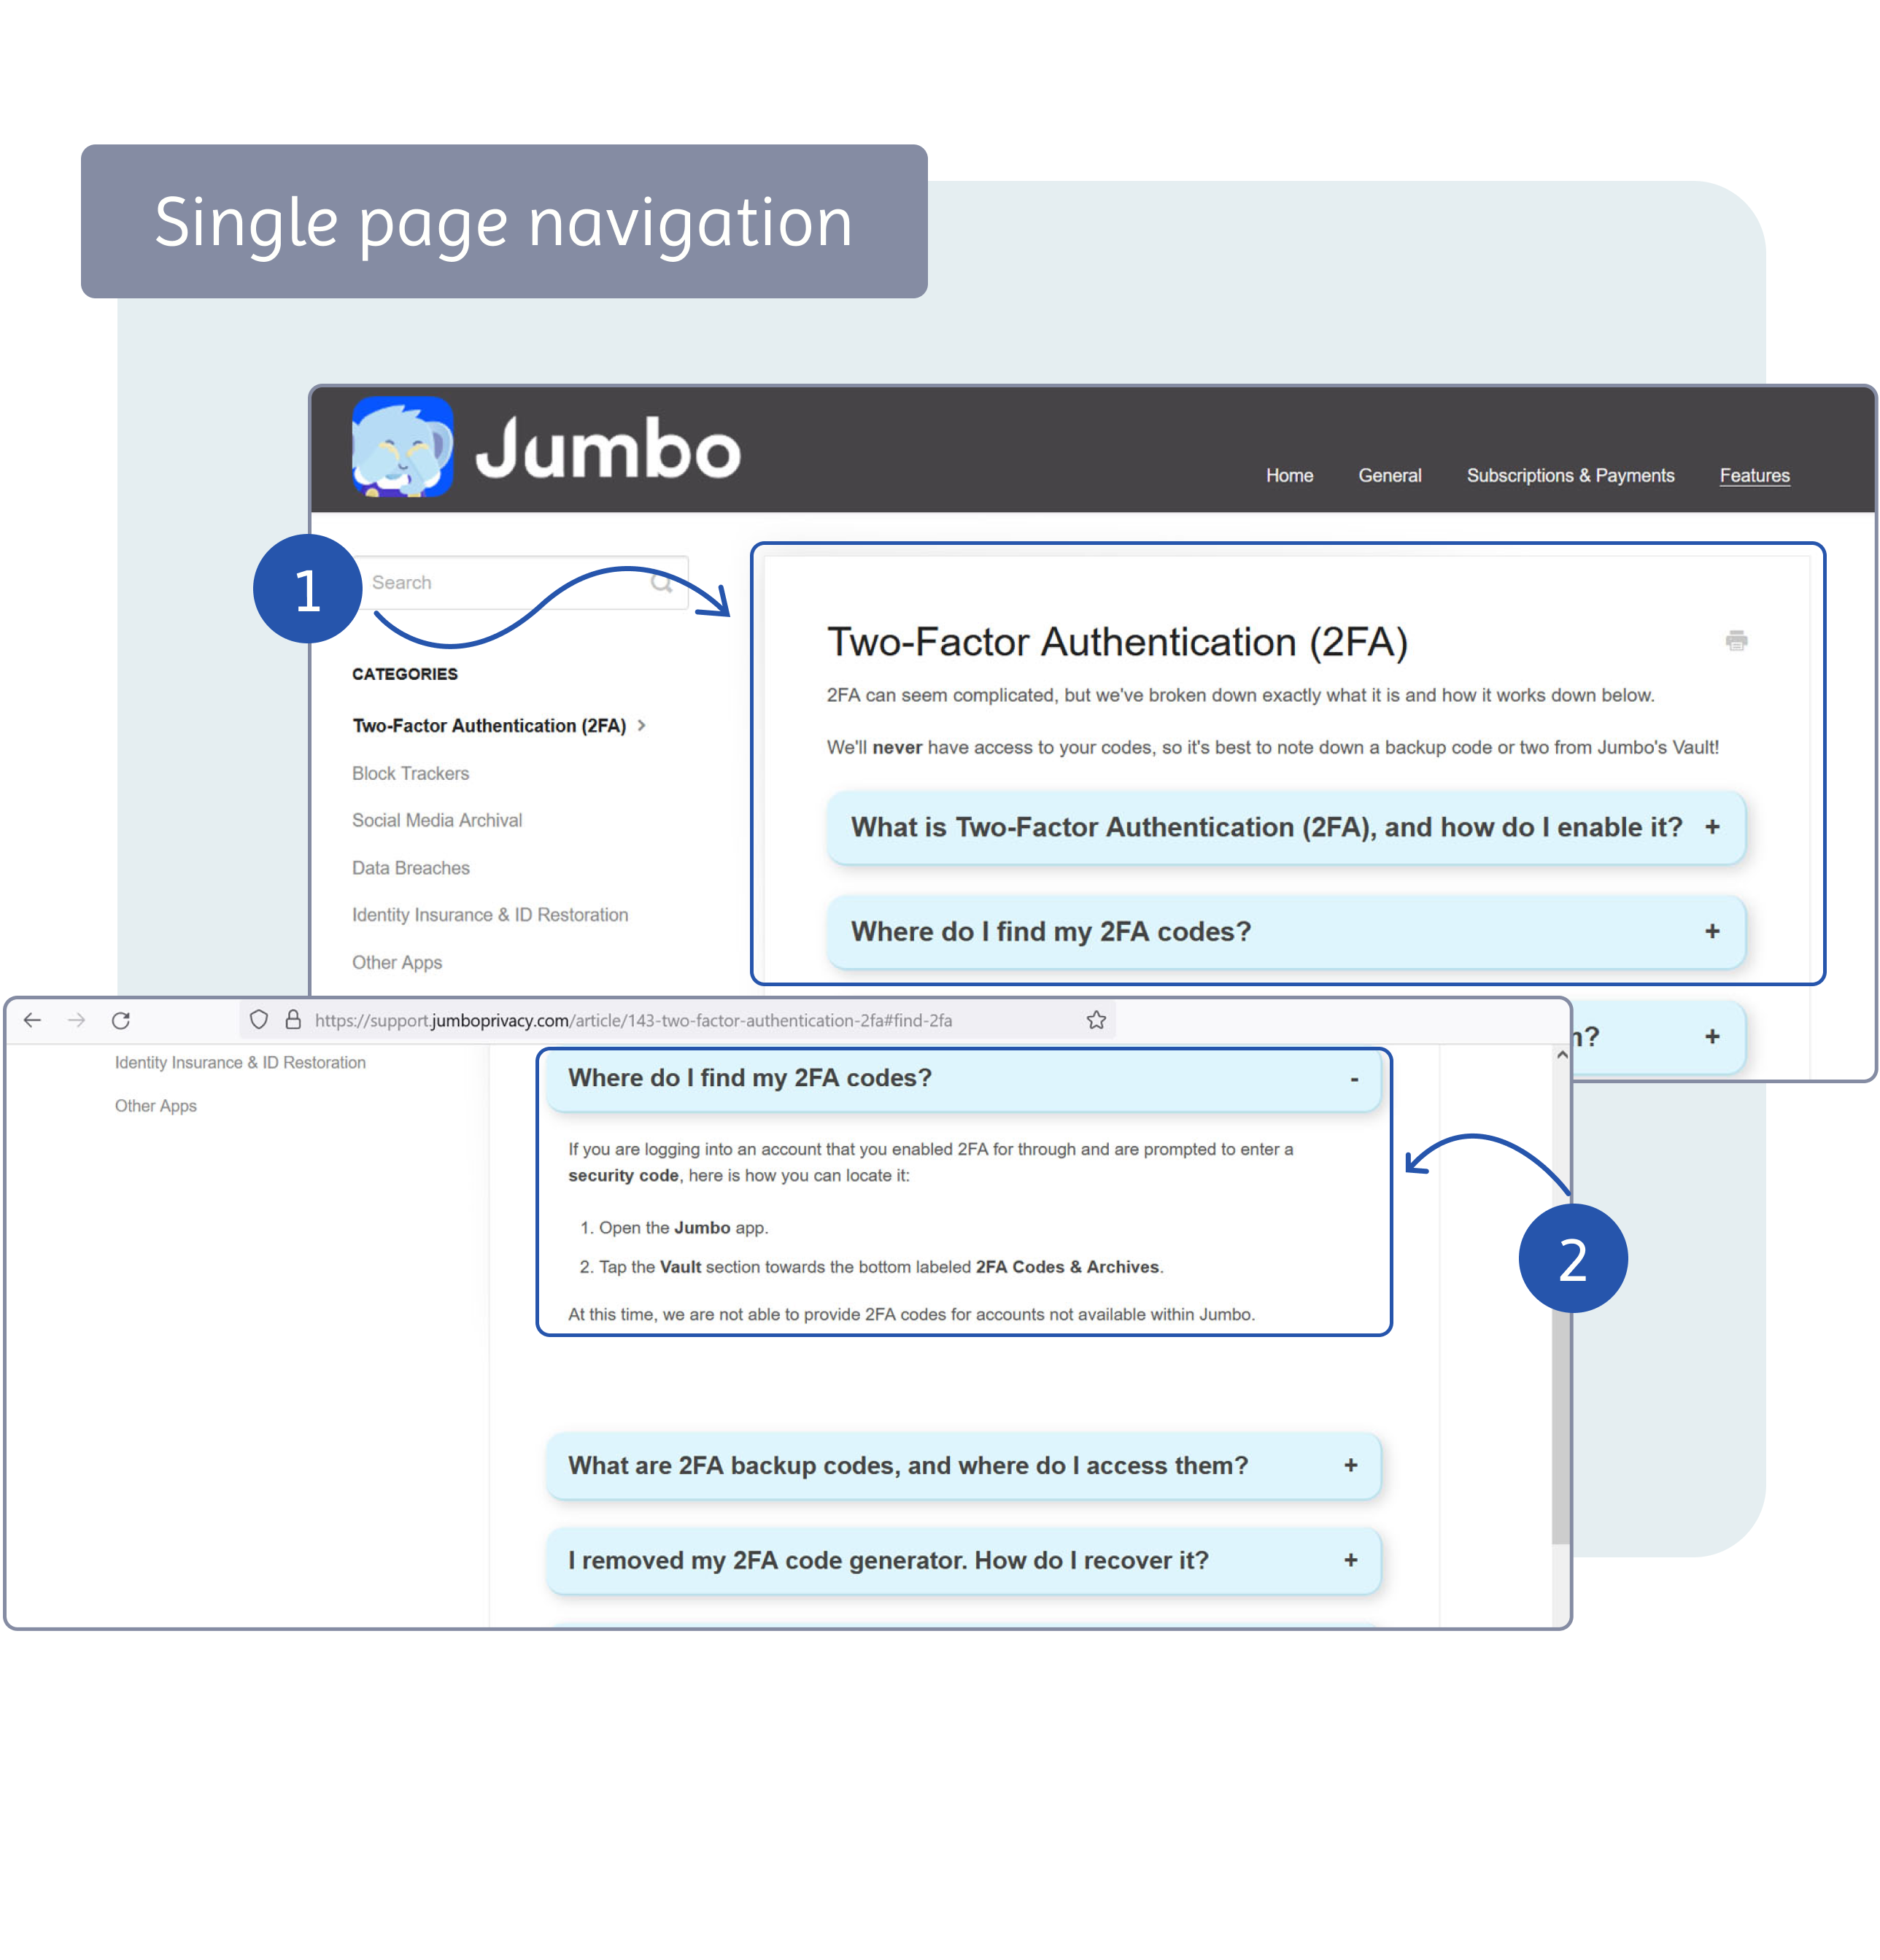 Single page navigation
Jumbo
Home General Subscriptions & Payments Features
1
Search
CATEGORIES
Two-Factor Authentication (2FA) >
Block Trackers
Social Media Archival
Data Breaches
Identity Insurance & ID Restoration
Other Apps
Two-Factor Authentication (2FA)
2FA can seem complicated, but we've broken down exactly what it is and how it works down below.
We'll never have access to your codes, so it's best to note down a backup code or two from Jumbo's Vault!
What is Two-Factor Authentication (2FA), and how do I enable it? +
Where do I find my 2FA codes? +
? +
https://support.jumboprivacy.com/article/143-two-factor-authentication-2fa#find-2fa
Identity Insurance & ID Restoration
Other Apps
Where do I find my 2FA codes? -
If you are logging into an account that you enabled 2FA for through and are prompted to enter a
security code, here is how you can locate it:
1. Open the Jumbo app.
2. Tap the Vault section towards the bottom labeled 2FA Codes & Archives.
At this time, we are not able to provide 2FA codes for accounts not available within Jumbo.
2
What are 2FA backup codes, and where do I access them? +
I removed my 2FA code generator. How do I recover it? +